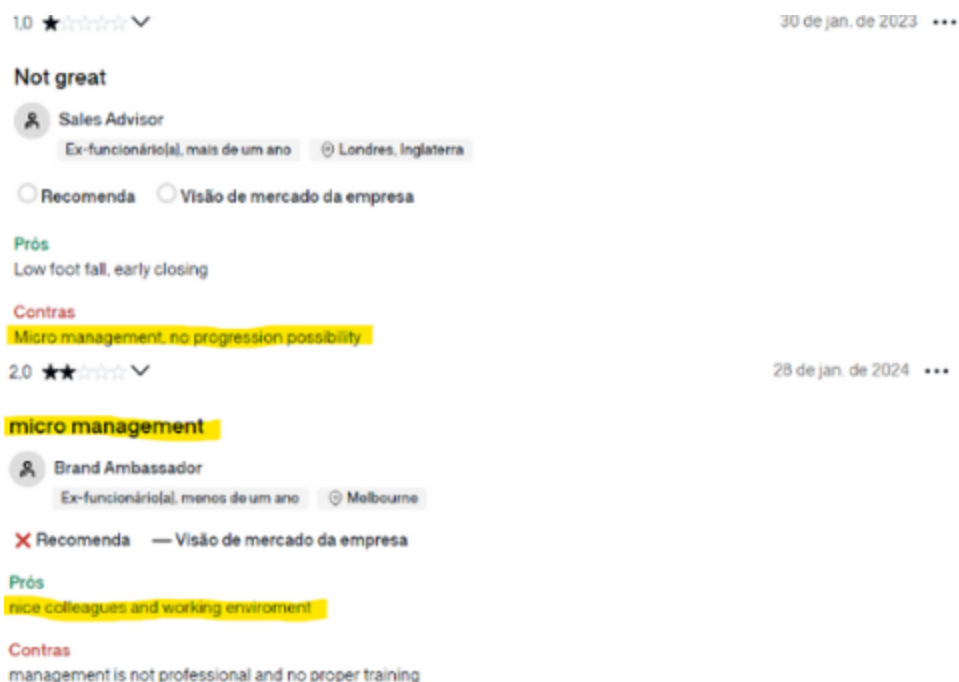 1,0 ★☆☆☆☆
30 de jan. de 2023 •••
Not great
Sales Advisor
Ex-funcionário(a), mais de um ano Londres, Inglaterra
Recomenda Visão de mercado da empresa
Prós
Low foot fall, early closing
Contras
Micro management, no progression possibility
2,0 ★★☆☆☆
28 de jan. de 2024 •••
micro management
Brand Ambassador
Ex-funcionário(a), menos de um ano Melbourne
Recomenda — Visão de mercado da empresa
Prós
nice colleagues and working enviroment
Contras
management is not professional and no proper training